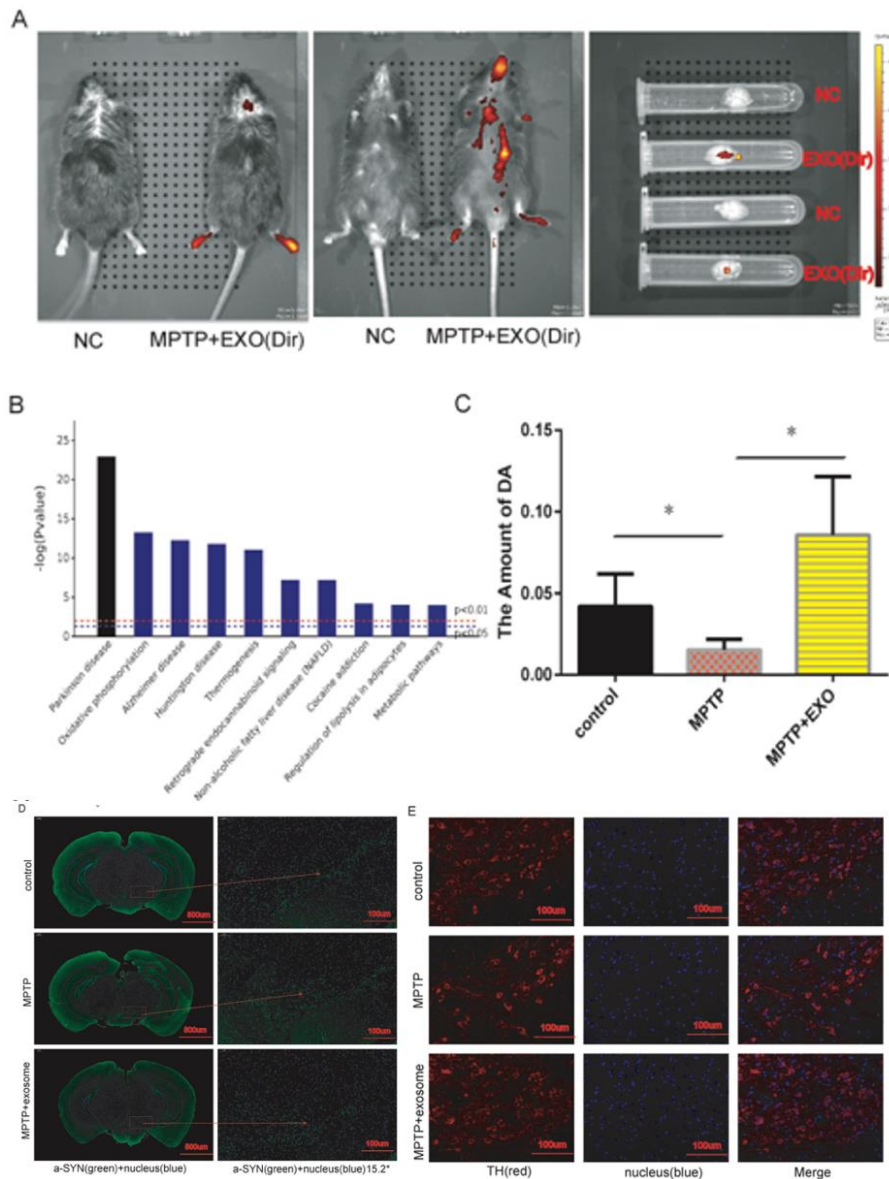 A
NC
MPTP+EXO(Dir)
NC
MPTP+EXO(Dir)
NC
EXO(Dir)
NC
EXO(Dir)
B
-log(Pvalue)
25
20
15
10
5
0
p<0.01
p<0.05
Parkinson disease
Oxidative phosphorylation
Alzheimer disease
Huntington disease
Thermogenesis
Retrograde endocannabinoid signaling
Non-alcoholic fatty liver disease (NAFLD)
Cocaine addiction
Regulation of lipolysis in adipocytes
Metabolic pathways
C
The Amount of DA
0.15
0.10
0.05
0.00
*
*
control
MPTP
MPTP+EXO
D
control
800um
100um
MPTP
800um
100um
MPTP+exosome
800um
100um
a-SYN(green)+nucleus(blue)
a-SYN(green)+nucleus(blue)15.2*
E
control
100um
100um
100um
MPTP
100um
100um
100um
MPTP+exosome
100um
100um
100um
TH(red)
nucleus(blue)
Merge